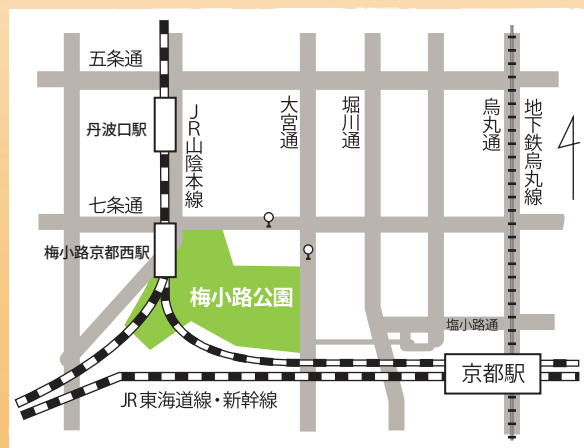 五条通
丹波口駅
JR山陰本線
大宮通
堀川通
烏丸通
地下鉄烏丸線
七条通
梅小路京都西駅
梅小路公園
塩小路通
京都駅
JR東海道線・新幹線